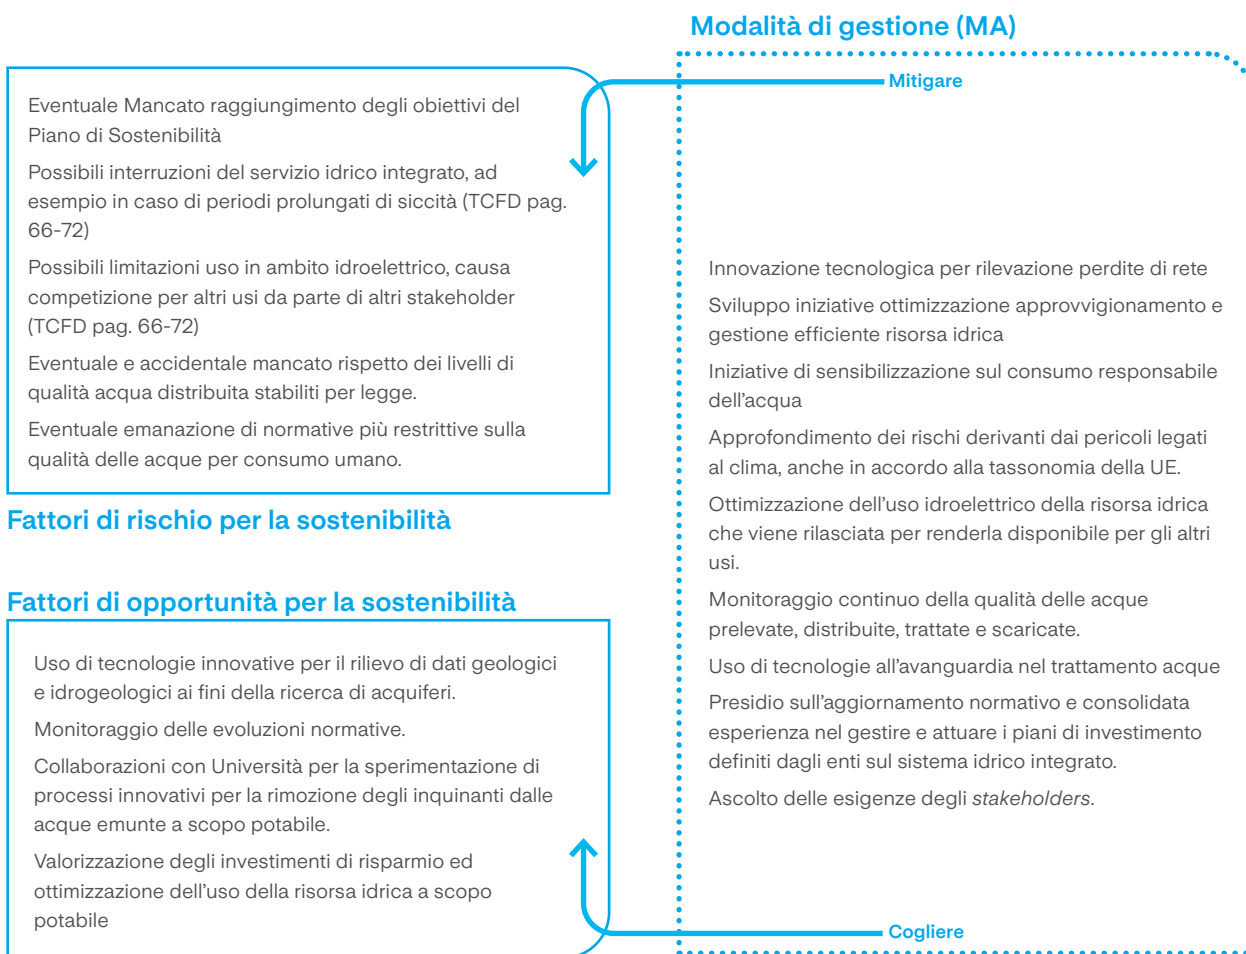 Modalità di gestione (MA)
Mitigare
Eventuale Mancato raggiungimento degli obiettivi del
Piano di Sostenibilità
Possibili interruzioni del servizio idrico integrato, ad
esempio in caso di periodi prolungati di siccità (TCFD pag.
66-72)
Possibili limitazioni uso in ambito idroelettrico, causa
competizione per altri usi da parte di altri stakeholder
(TCFD pag. 66-72)
Eventuale e accidentale mancato rispetto dei livelli di
qualità acqua distribuita stabiliti per legge.
Eventuale emanazione di normative più restrittive sulla
qualità delle acque per consumo umano.
Fattori di rischio per la sostenibilità
Fattori di opportunità per la sostenibilità
Uso di tecnologie innovative per il rilievo di dati geologici
e idrogeologici ai fini della ricerca di acquiferi.
Monitoraggio delle evoluzioni normative.
Collaborazioni con Università per la sperimentazione di
processi innovativi per la rimozione degli inquinanti dalle
acque emunte a scopo potabile.
Valorizzazione degli investimenti di risparmio ed
ottimizzazione dell'uso della risorsa idrica a scopo
potabile
Innovazione tecnologica per rilevazione perdite di rete
Sviluppo iniziative ottimizzazione approvvigionamento e
gestione efficiente risorsa idrica
Iniziative di sensibilizzazione sul consumo responsabile
dell'acqua
Approfondimento dei rischi derivanti dai pericoli legati
al clima, anche in accordo alla tassonomia della UE.
Ottimizzazione dell'uso idroelettrico della risorsa idrica
che viene rilasciata per renderla disponibile per gli altri
usi.
Monitoraggio continuo della qualità delle acque
prelevate, distribuite, trattate e scaricate.
Uso di tecnologie all'avanguardia nel trattamento acque
Presidio sull'aggiornamento normativo e consolidata
esperienza nel gestire e attuare i piani di investimento
definiti dagli enti sul sistema idrico integrato.
Ascolto delle esigenze degli stakeholders.
Cogliere